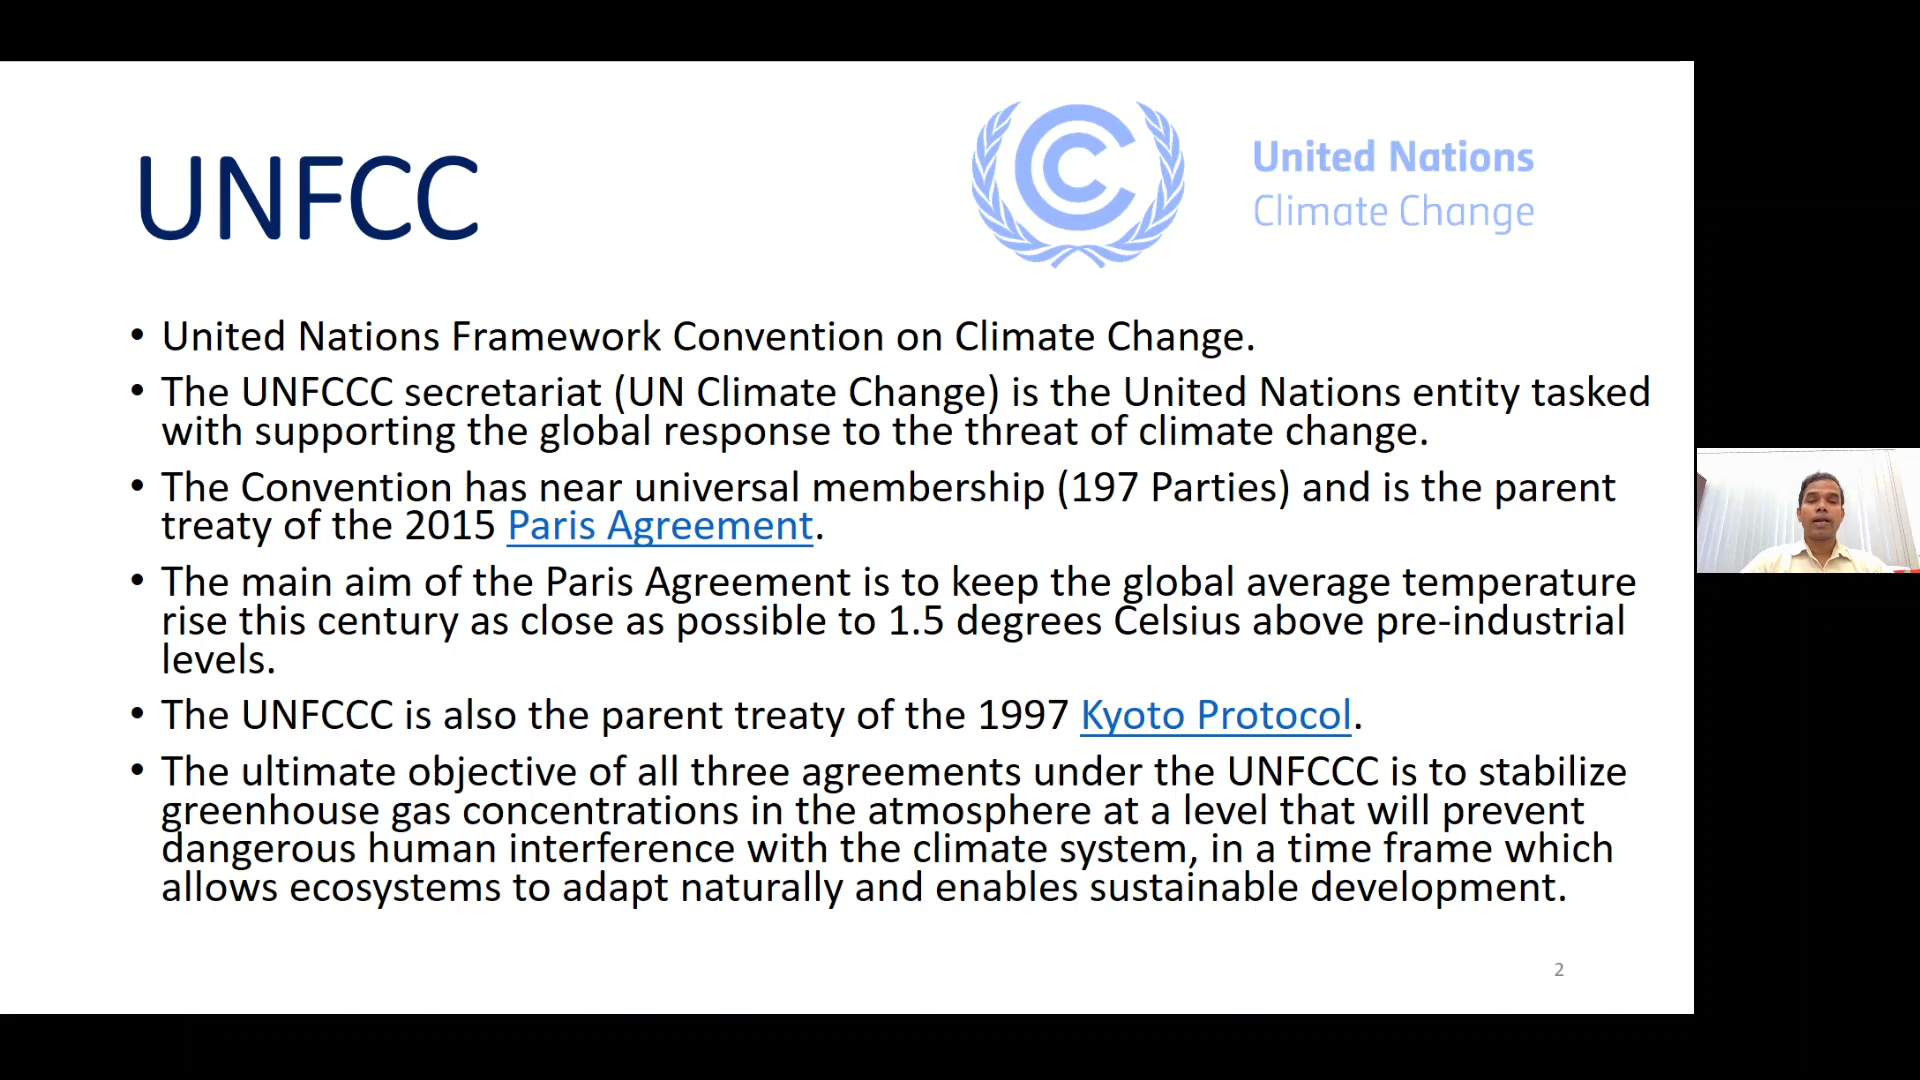 UNFCC
United Nations
Climate Change
• United Nations Framework Convention on Climate Change.
• The UNFCCC secretariat (UN Climate Change) is the United Nations entity tasked
with supporting the global response to the threat of climate change.
• The Convention has near universal membership (197 Parties) and is the parent
treaty of the 2015 Paris Agreement.
• The main aim of the Paris Agreement is to keep the global average temperature
rise this century as close as possible to 1.5 degrees Celsius above pre-industrial
levels.
• The UNFCCC is also the parent treaty of the 1997 Kyoto Protocol.
• The ultimate objective of all three agreements under the UNFCCC is to stabilize
greenhouse gas concentrations in the atmosphere at a level that will prevent
dangerous human interference with the climate system, in a time frame which
allows ecosystems to adapt naturally and enables sustainable development.
2